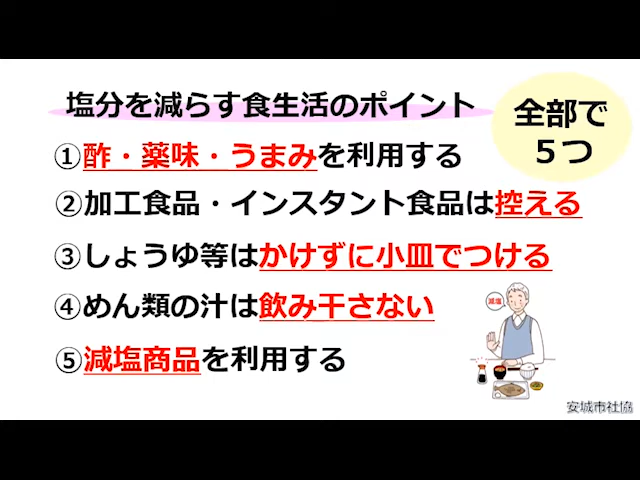 塩分を減らす食生活のポイント
全部で
５つ
①酢・薬味・うまみを利用する
②加工食品・インスタント食品は控える
③しょうゆ等はかけずに小皿でつける
④めん類の汁は飲み干さない
⑤減塩商品を利用する
減塩
安城市社協